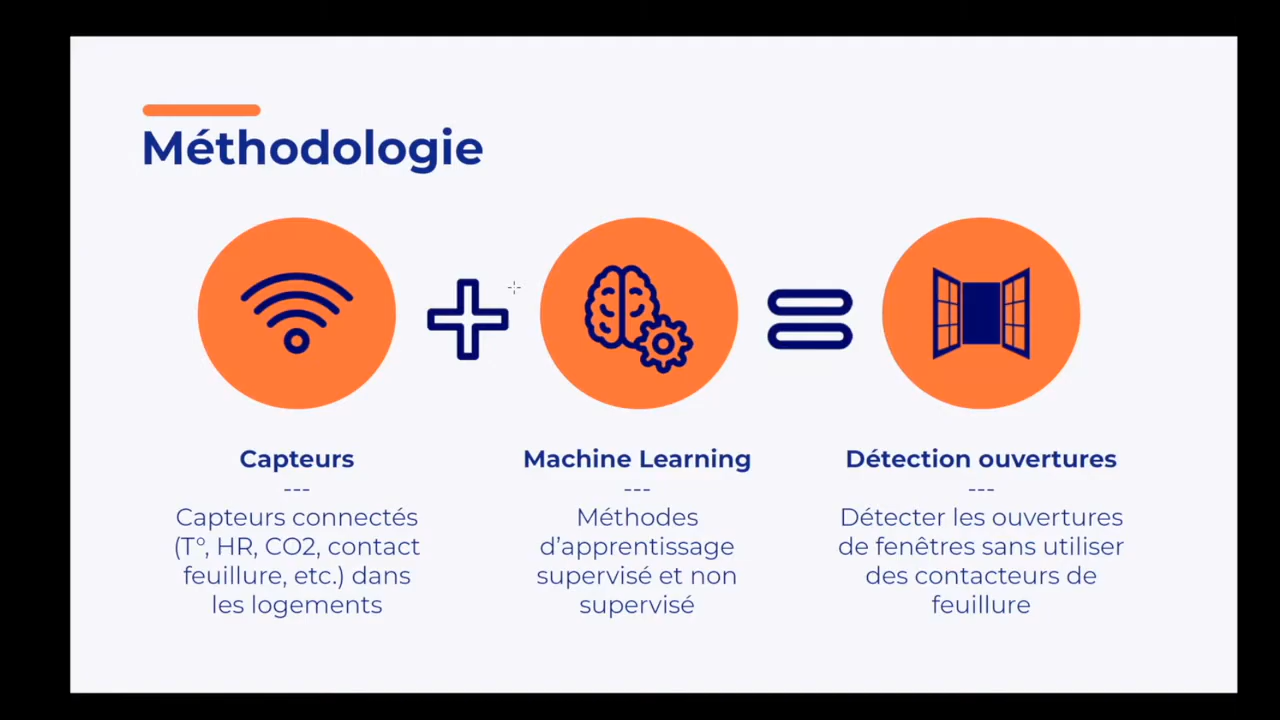 Méthodologie
Capteurs
---
Capteurs connectés
(T°, HR, CO2, contact
feuillure, etc.) dans
les logements
Machine Learning
---
Méthodes
d’apprentissage
supervisé et non
supervisé
Détection ouvertures
---
Détecter les ouvertures
de fenêtres sans utiliser
des contacteurs de
feuillure